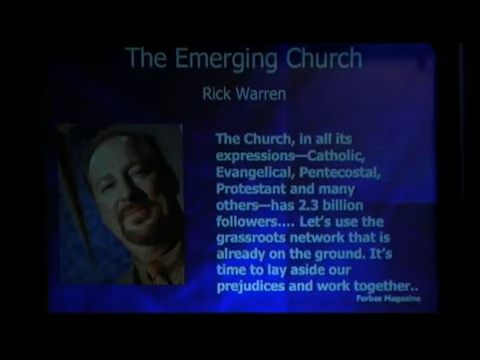 The Emerging Church
Rick Warren
The Church, in all its
expressions—Catholic,
Evangelical, Pentecostal,
Protestant and many
others—has 2.3 billion
followers.... Let's use the
grassroots network that is
already on the ground. It's
time to lay aside our
prejudices and work together..
Forbes Magazine